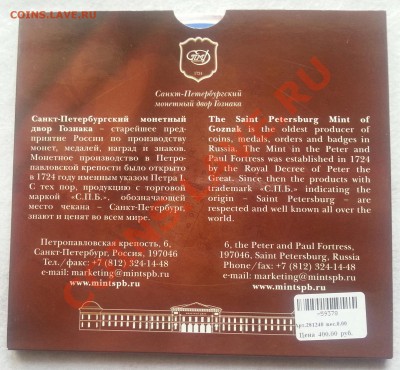 COINS.LAVE.RU
СПМД
1724
Санкт-Петербургский
монетный двор Гознака
Санкт-Петербургский монетный
двор Гознака – старейшее пред-
приятие России по производству
монет, медалей, наград и знаков.
Монетное производство в Петро-
павловской крепости было открыто
в 1724 году именным указом Петра I.
С тех пор, продукцию с торговой
маркой «С.П.Б.», обозначающей
место чекана – Санкт-Петербург,
знают и ценят во всем мире.
Петропавловская крепость, 6,
Санкт-Петербург, Россия, 197046
Тел./факс: +7 (812) 324-14-48
e-mail: marketing@mintspb.ru
www.mintspb.ru
The Saint Petersburg Mint of
Goznak is the oldest producer of
coins, medals, orders and badges in
Russia. The Mint in the Peter and
Paul Fortress was established in 1724
by the Royal Decree of Peter the
Great. Since then the products with
trademark «С.П.Б.» indicating the
origin – Saint Petersburg – are
respected and well known all over the
world.
6, the Peter and Paul Fortress,
197046, Saint Petersburg, Russia
Phone/fax: +7 (812) 324-14-48
e-mail: marketing@mintspb.ru
www.mintspb.ru
Цена 400.00 руб.